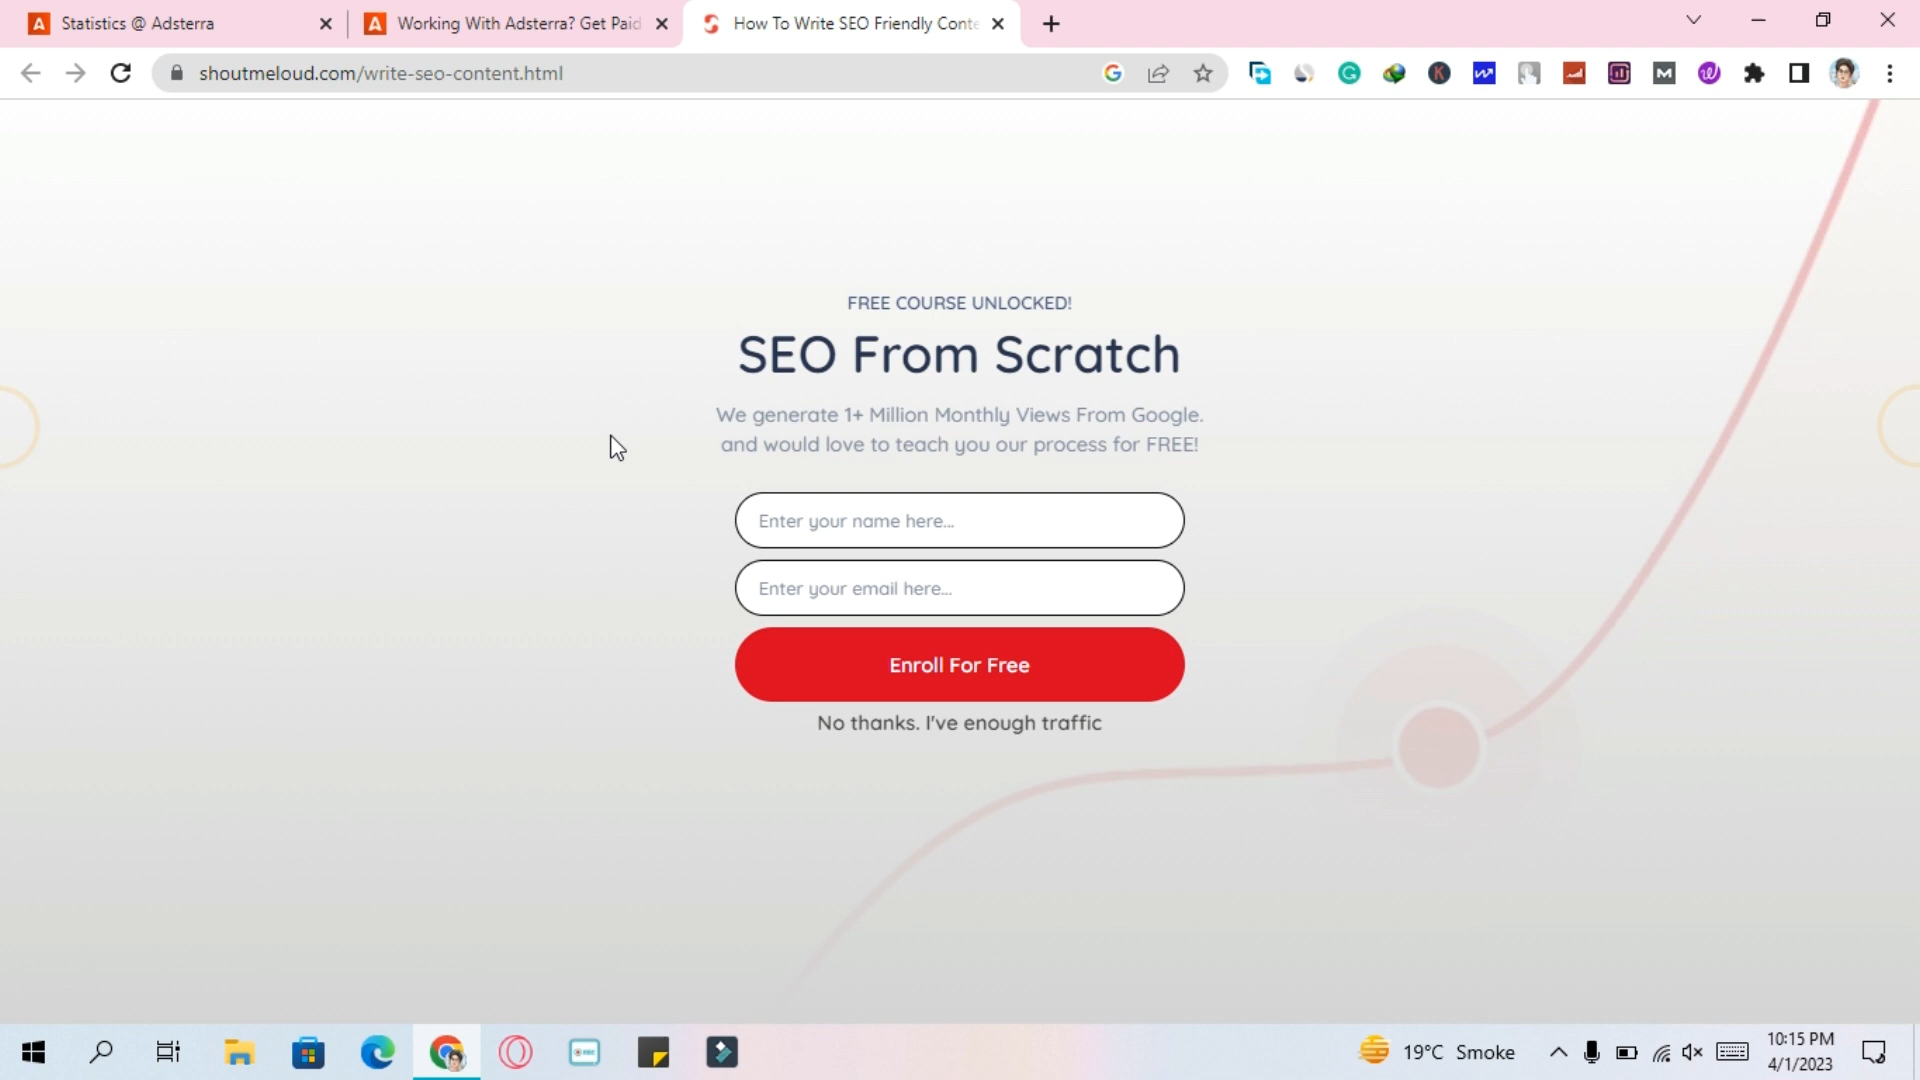 Statistics @ Adsterra
Working With Adsterra? Get Paid
How To Write SEO Friendly Conte
shoutmeloud.com/write-seo-content.html
FREE COURSE UNLOCKED!
SEO From Scratch
We generate 1+ Million Monthly Views From Google.
and would love to teach you our process for FREE!
Enter your name here...
Enter your email here...
Enroll For Free
No thanks. I've enough traffic
19°C Smoke
10:15 PM
4/1/2023